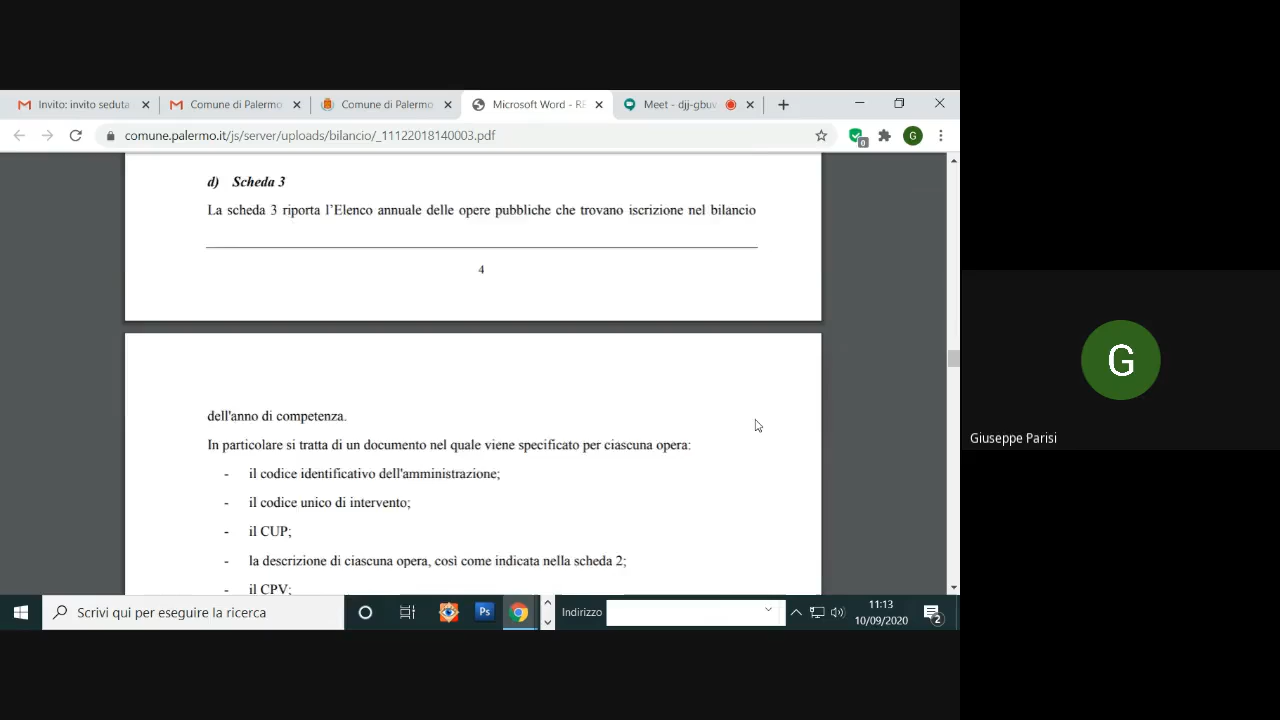 Invito: invito seduta
Comune di Palermo
Comune di Palermo
Microsoft Word - RE
Meet - djj-gbuv
comune.palermo.it/js/server/uploads/bilancio/_11122018140003.pdf
0
G
d) Scheda 3
La scheda 3 riporta l'Elenco annuale delle opere pubbliche che trovano iscrizione nel bilancio
4
dell'anno di competenza.
In particolare si tratta di un documento nel quale viene specificato per ciascuna opera:
- il codice identificativo dell'amministrazione;
- il codice unico di intervento;
- il CUP;
- la descrizione di ciascuna opera, così come indicata nella scheda 2;
- il CPV;
G
Giuseppe Parisi
Scrivi qui per eseguire la ricerca
Ps
Indirizzo
11:13
10/09/2020
2